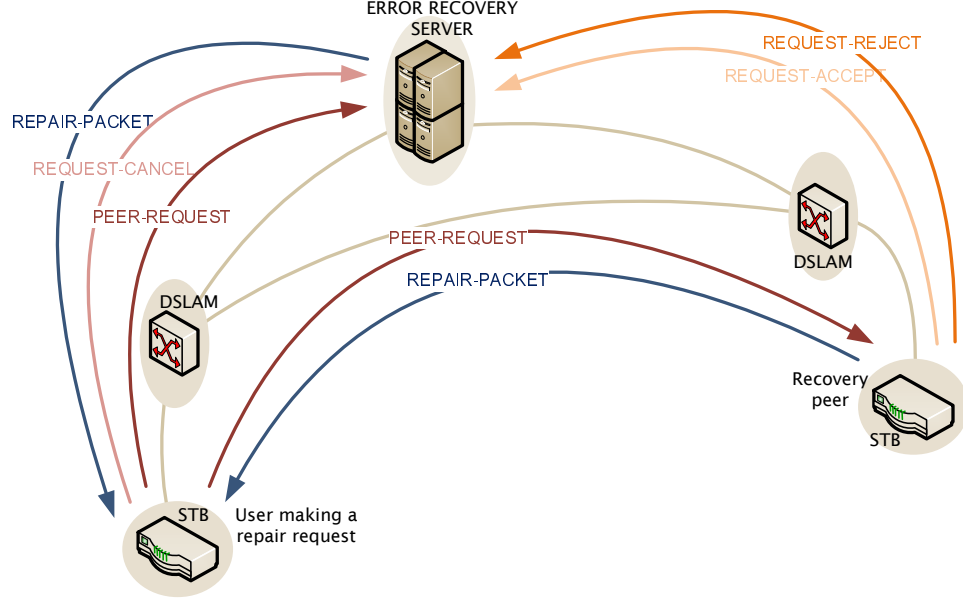 ERROR RECOVERY
SERVER
REQUEST-REJECT
REQUEST-ACCEPT
REPAIR-PACKET
REQUEST-CANCEL
PEER-REQUEST
PEER-REQUEST
DSLAM
REPAIR-PACKET
DSLAM
Recovery
peer
STB
STB
User making a
repair request